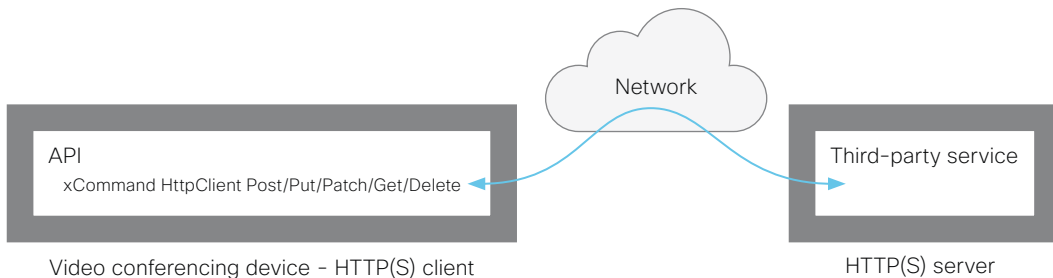 Network
API
xCommand HttpClient Post/Put/Patch/Get/Delete
Third-party service
Video conferencing device - HTTP(S) client
HTTP(S) server